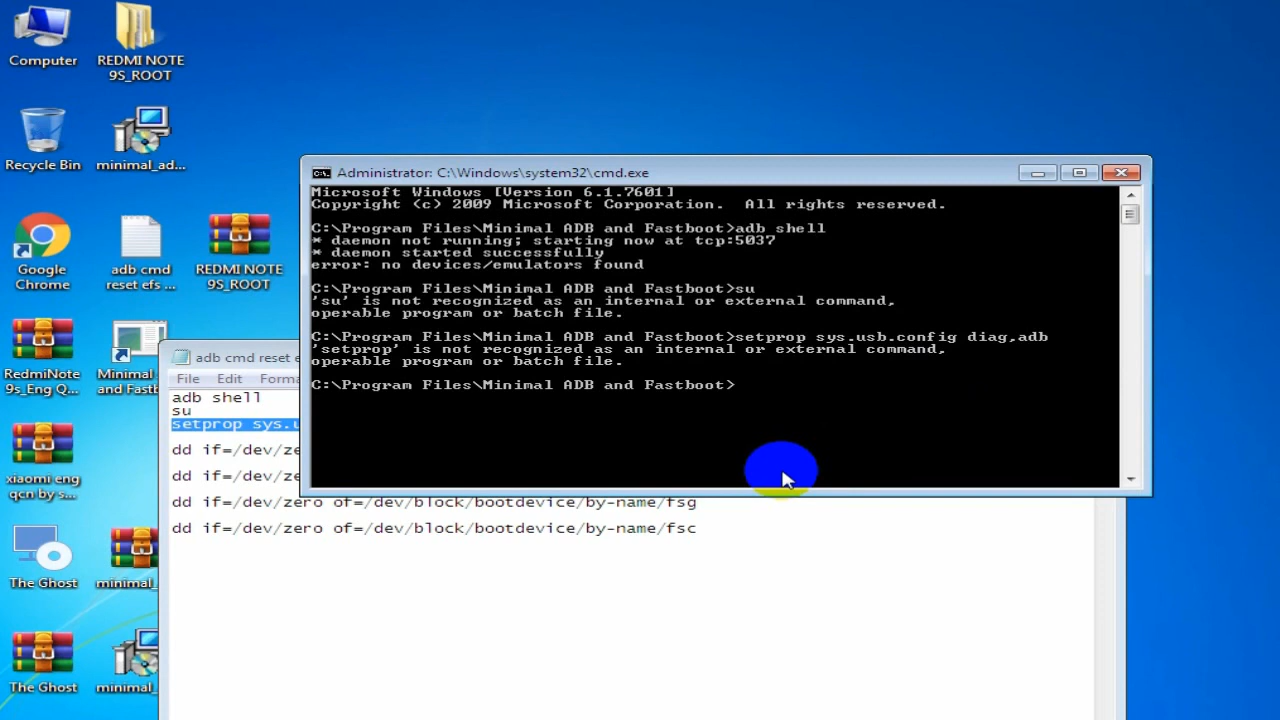 Computer
REDMI NOTE
9S_ROOT
Recycle Bin
minimal_ad...
Google
Chrome
adb cmd
reset efs ...
REDMI NOTE
9S_ROOT
RedmiNote
9s_Eng Q...
Minimal
and Fastb
xiaomi eng
qcn by s...
The Ghost
minimal_
The Ghost
minimal_
Administrator: C:\Windows\system32\cmd.exe
Microsoft Windows [Version 6.1.7601]
Copyright (c) 2009 Microsoft Corporation.  All rights reserved.
C:\Program Files\Minimal ADB and Fastboot>adb shell
* daemon not running; starting now at tcp:5037
* daemon started successfully
error: no devices/emulators found
C:\Program Files\Minimal ADB and Fastboot>su
'su' is not recognized as an internal or external command,
operable program or batch file.
C:\Program Files\Minimal ADB and Fastboot>setprop sys.usb.config diag,adb
'setprop' is not recognized as an internal or external command,
operable program or batch file.
C:\Program Files\Minimal ADB and Fastboot>
adb cmd reset e
File Edit Forma
adb shell
su
setprop sys.u
dd if=/dev/ze
dd if=/dev/ze
dd if=/dev/zero of=/dev/block/bootdevice/by-name/fsg
dd if=/dev/zero of=/dev/block/bootdevice/by-name/fsc